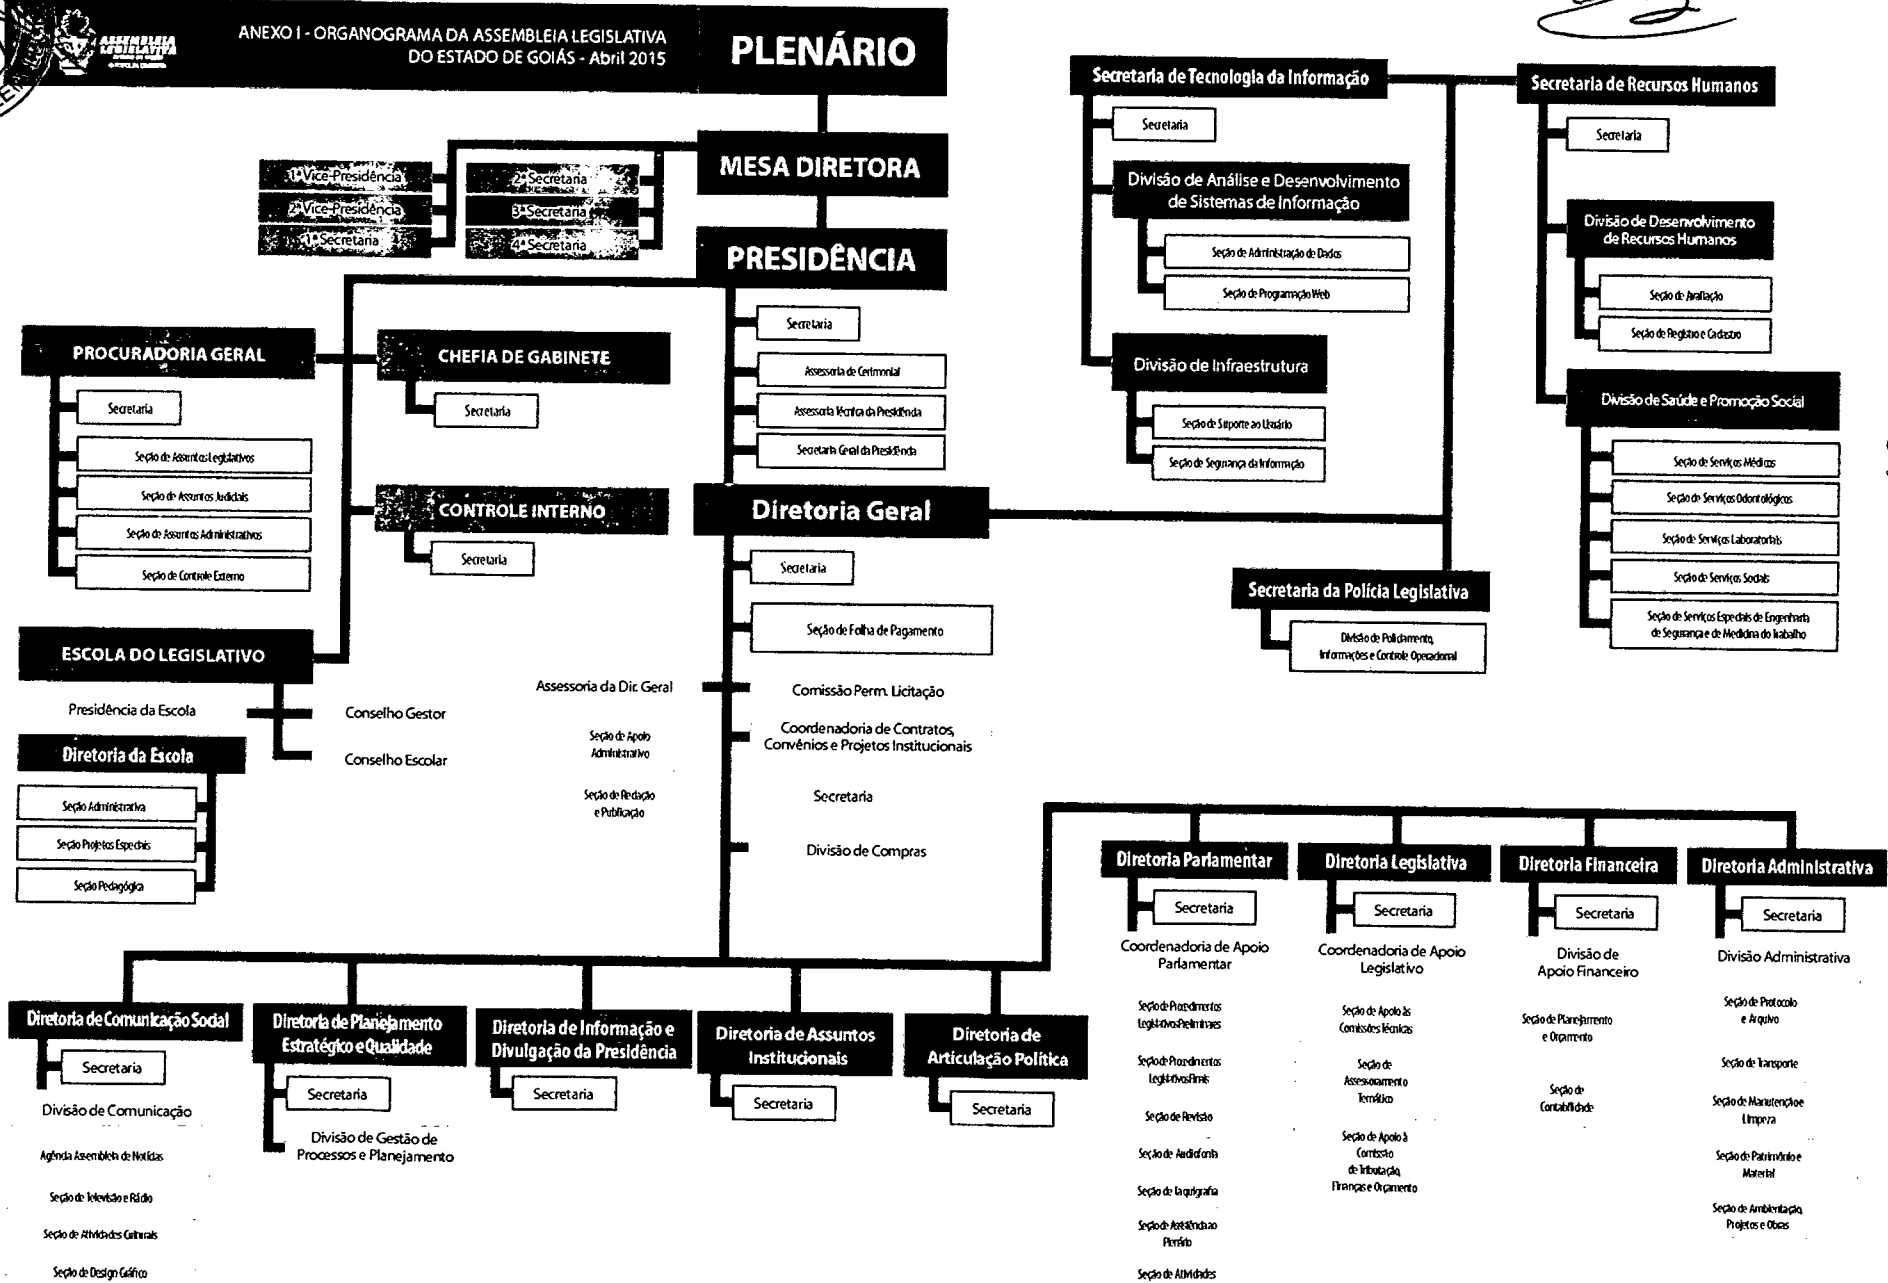 ASSEMBLEIA
LEGISLATIVA
ANEXO I - ORGANOGRAMA DA ASSEMBLEIA LEGISLATIVA
DO ESTADO DE GOIÁS - Abril 2015
PLENÁRIO
MESA DIRETORA
1ª Vice-Presidência
2ª Vice-Presidência
1ª Secretaria
2ª Secretaria
3ª Secretaria
4ª Secretaria
PRESIDÊNCIA
Secretaria
Assessoria de Cerimonial
Assessoria Técnica da Presidência
Secretaria Geral da Presidência
PROCURADORIA GERAL
Secretaria
Seção de Assuntos Legislativos
Seção de Assuntos Judiciais
Seção de Assuntos Administrativos
Seção de Controle Externo
CHEFIA DE GABINETE
Secretaria
CONTROLE INTERNO
Secretaria
ESCOLA DO LEGISLATIVO
Presidência da Escola
Conselho Gestor
Conselho Escolar
Diretoria da Escola
Seção Administrativa
Seção Projetos Especiais
Seção Pedagógica
Diretoria Geral
Secretaria
Seção de Folha de Pagamento
Assessoria da Dir. Geral
Seção de Apoio
Administrativo
Seção de Redação
e Publicação
Comissão Perm. Licitação
Coordenadoria de Contratos,
Convênios e Projetos Institucionais
Secretaria
Divisão de Compras
Secretaria de Tecnologia da Informação
Secretaria
Divisão de Análise e Desenvolvimento
de Sistemas de Informação
Seção de Administração de Dados
Seção de Programação Web
Divisão de Infraestrutura
Seção de Suporte ao Usuário
Seção de Segurança da Informação
Secretaria de Recursos Humanos
Secretaria
Divisão de Desenvolvimento
de Recursos Humanos
Seção de Avaliação
Seção de Registro e Cadastro
Divisão de Saúde e Promoção Social
Seção de Serviços Médicos
Seção de Serviços Odontológicos
Seção de Serviços Laboratoriais
Seção de Serviços Sociais
Seção de Serviços Especiais de Engenharia
de Segurança e de Medicina do Trabalho
Secretaria da Polícia Legislativa
Divisão de Policiamento,
Informações e Controle Operacional
Diretoria Parlamentar
Secretaria
Coordenadoria de Apoio
Parlamentar
Seção de Procedimentos
Legislativos Preliminares
Seção de Procedimentos
Legislativos Finais
Seção de Revisão
Seção de Audiofonia
Seção de Taquigrafia
Seção de Assistência ao
Plenário
Seção de Atividades
Diretoria Legislativa
Secretaria
Coordenadoria de Apoio
Legislativo
Seção de Apoio às
Comissões Técnicas
Seção de
Assessoramento
Temático
Seção de Apoio à
Comissão
de Tributação,
Finanças e Orçamento
Diretoria Financeira
Secretaria
Divisão de
Apoio Financeiro
Seção de Planejamento
e Orçamento
Seção de
Contabilidade
Diretoria Administrativa
Secretaria
Divisão Administrativa
Seção de Protocolo
e Arquivo
Seção de Transporte
Seção de Manutenção e
Limpeza
Seção de Patrimônio e
Material
Seção de Ambientação,
Projetos e Obras
Diretoria de Comunicação Social
Secretaria
Divisão de Comunicação
Agência Assembleia de Notícias
Seção de Televisão e Rádio
Seção de Atividades Culturais
Seção de Design Gráfico
Diretoria de Planejamento
Estratégico e Qualidade
Secretaria
Divisão de Gestão de
Processos e Planejamento
Diretoria de Informação e
Divulgação da Presidência
Secretaria
Diretoria de Assuntos
Institucionais
Secretaria
Diretoria de
Articulação Política
Secretaria